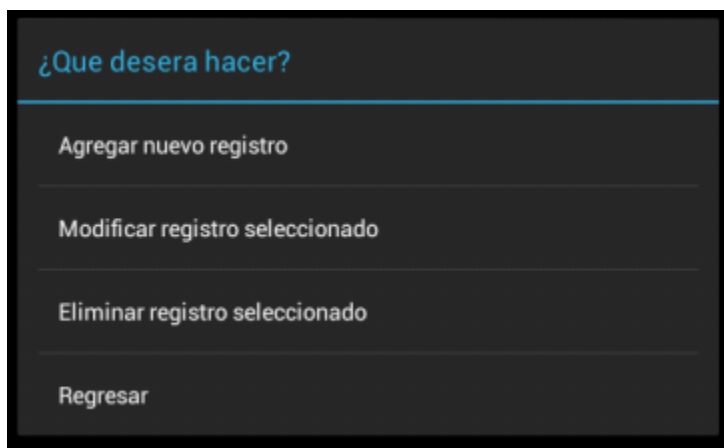 ¿Que desera hacer?
Agregar nuevo registro
Modificar registro seleccionado
Eliminar registro seleccionado
Regresar